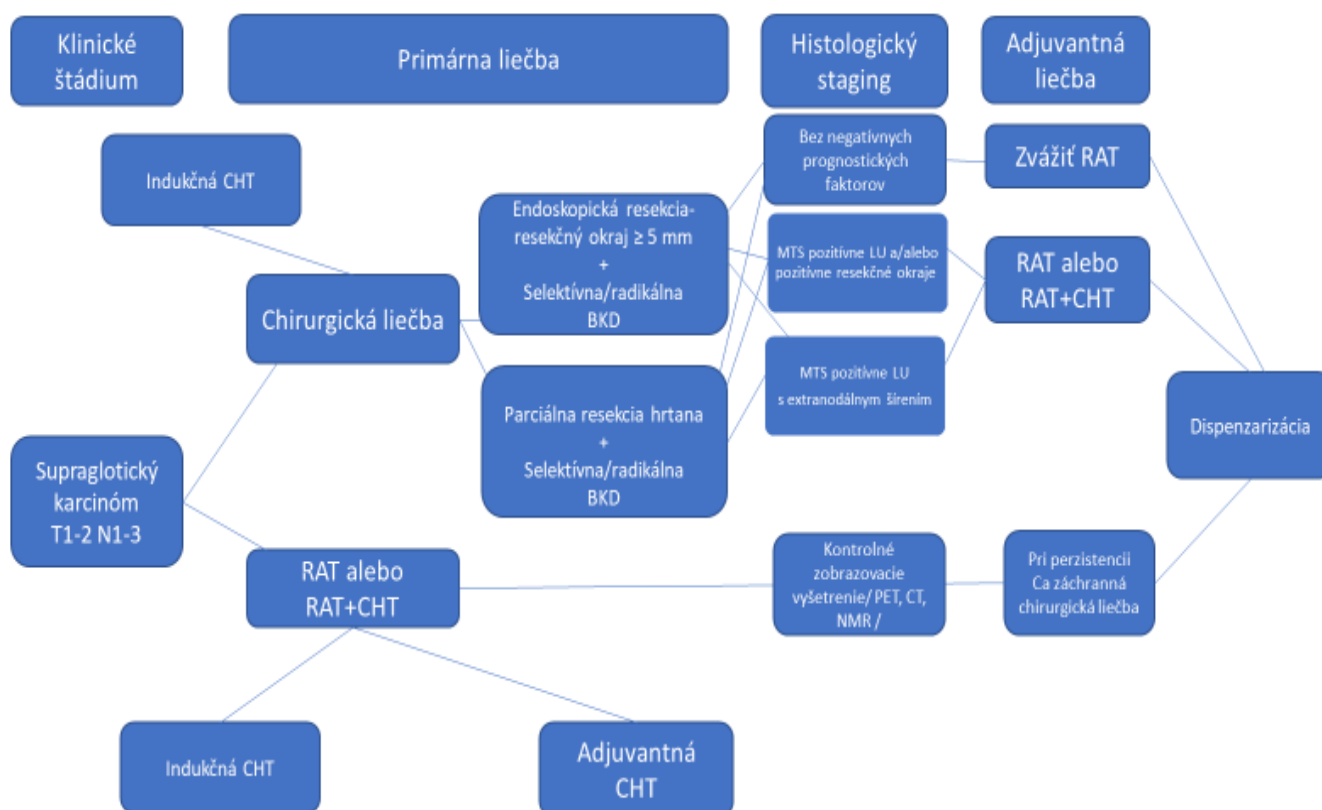 Klinické
štádium
Primárna liečba
Histologický
staging
Adjuvantná
liečba
Indukčná CHT
Chirurgická liečba
Endoskopická resekcia-
resekčný okraj ≥ 5 mm
+
Selektívna/radikálna
BKD
Parciálna resekcia hrtana
+
Selektívna/radikálna
BKD
Bez negatívnych
prognostických
faktorov
MTS pozitívne LU a/alebo
pozitívne resekčné okraje
MTS pozitívne LU
s extranodálnym šírením
Zvážiť RAT
RAT alebo
RAT+CHT
Dispenzarizácia
Supraglotický
karcinóm
T1-2 N1-3
RAT alebo
RAT+CHT
Kontrolné
zobrazovacie
vyšetrenie/ PET, CT,
NMR /
Pri perzistencii
Ca záchranná
chirurgická liečba
Indukčná CHT
Adjuvantná
CHT